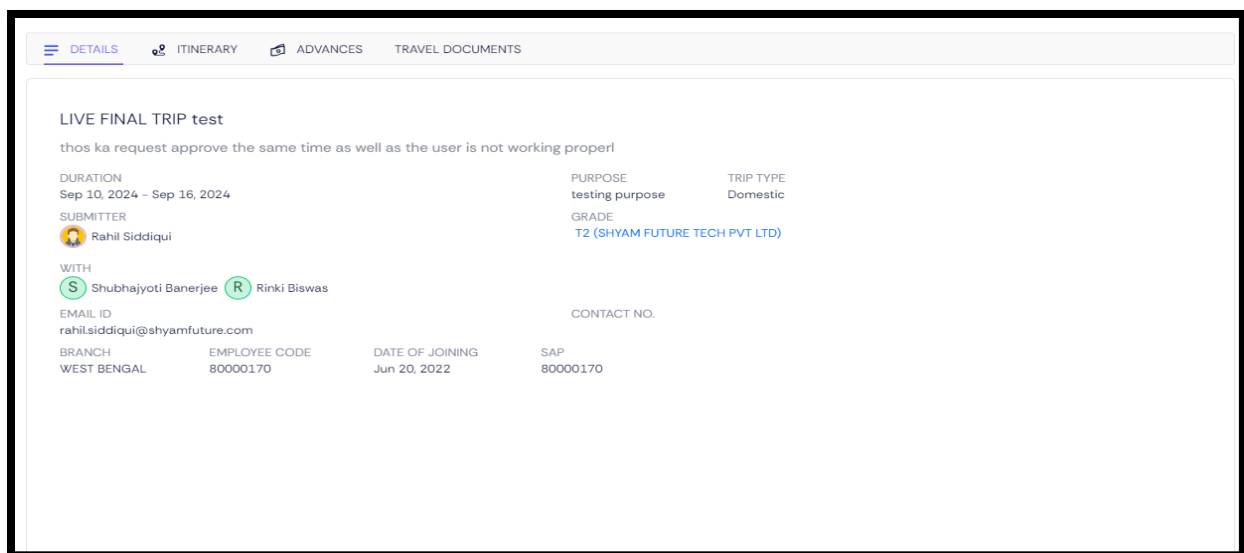 DETAILS ITINERARY ADVANCES TRAVEL DOCUMENTS
LIVE FINAL TRIP test
thos ka request approve the same time as well as the user is not working properl
DURATION PURPOSE TRIP TYPE
Sep 10, 2024 - Sep 16, 2024 testing purpose Domestic
SUBMITTER GRADE
Rahil Siddiqui T2 (SHYAM FUTURE TECH PVT LTD)
WITH
S Shubhajyoti Banerjee R Rinki Biswas
EMAIL ID CONTACT NO.
rahil.siddiqui@shyamfuture.com
BRANCH EMPLOYEE CODE DATE OF JOINING SAP
WEST BENGAL 80000170 Jun 20, 2022 80000170